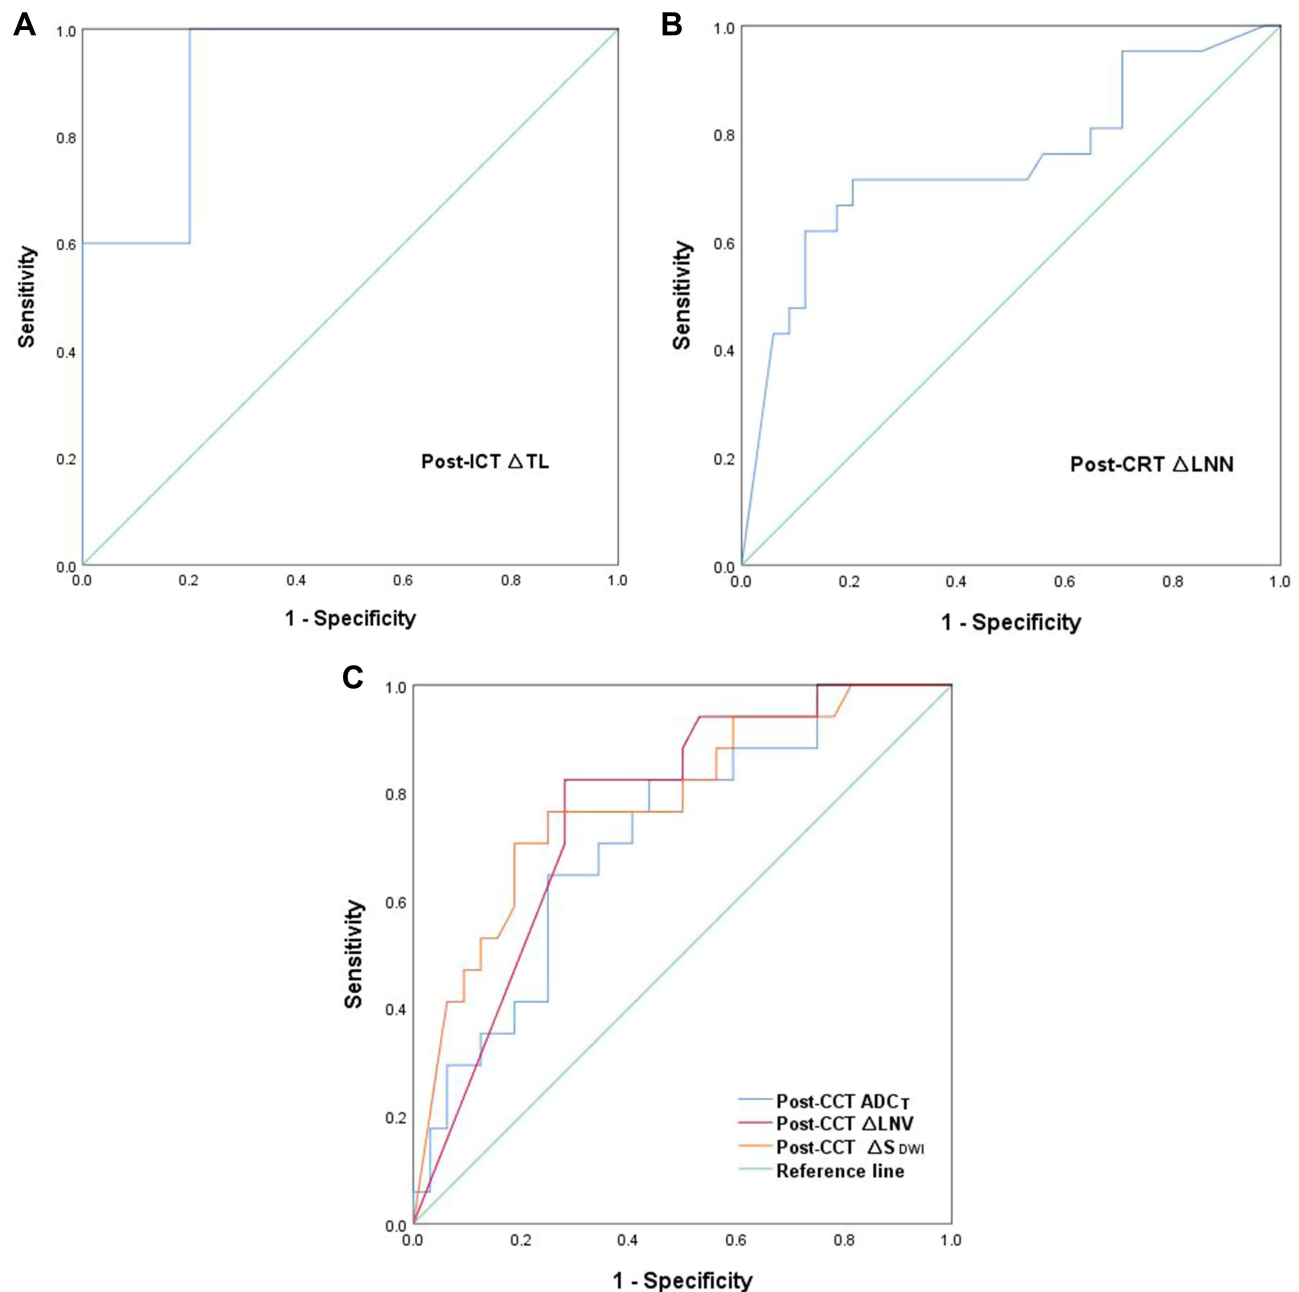 A
1.0
0.8
0.6
0.4
0.2
0.0
Sensitivity
Post-ICT △TL
0.0 0.2 0.4 0.6 0.8 1.0
1 - Specificity
B
1.0
0.8
0.6
0.4
0.2
0.0
Sensitivity
Post-CRT △LNN
0.0 0.2 0.4 0.6 0.8 1.0
1 - Specificity
C
1.0
0.8
0.6
0.4
0.2
0.0
Sensitivity
Post-CCT ADCT
Post-CCT △LNV
Post-CCT △S DWI
Reference line
0.0 0.2 0.4 0.6 0.8 1.0
1 - Specificity